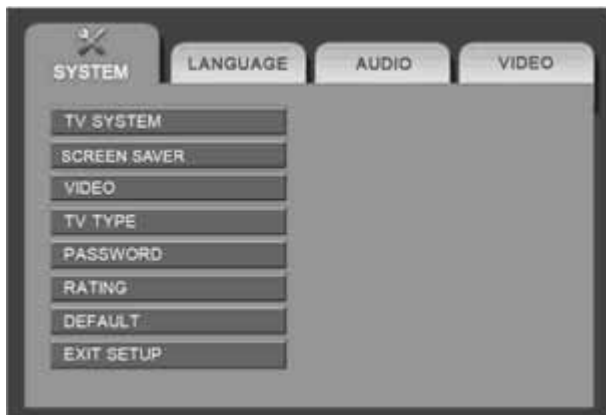 SYSTEM LANGUAGE AUDIO VIDEO
TV SYSTEM
SCREEN SAVER
VIDEO
TV TYPE
PASSWORD
RATING
DEFAULT
EXIT SETUP